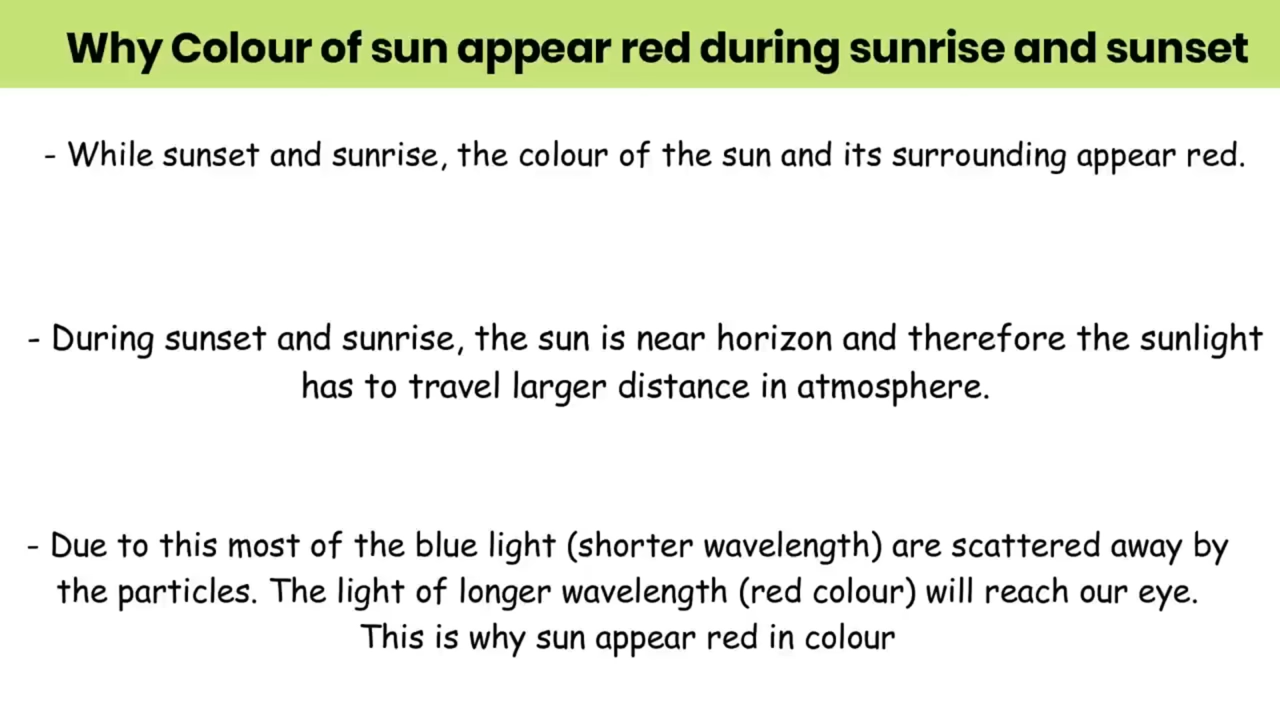 Why Colour of sun appear red during sunrise and sunset
- While sunset and sunrise, the colour of the sun and its surrounding appear red.
- During sunset and sunrise, the sun is near horizon and therefore the sunlight
has to travel larger distance in atmosphere.
- Due to this most of the blue light (shorter wavelength) are scattered away by
the particles. The light of longer wavelength (red colour) will reach our eye.
This is why sun appear red in colour